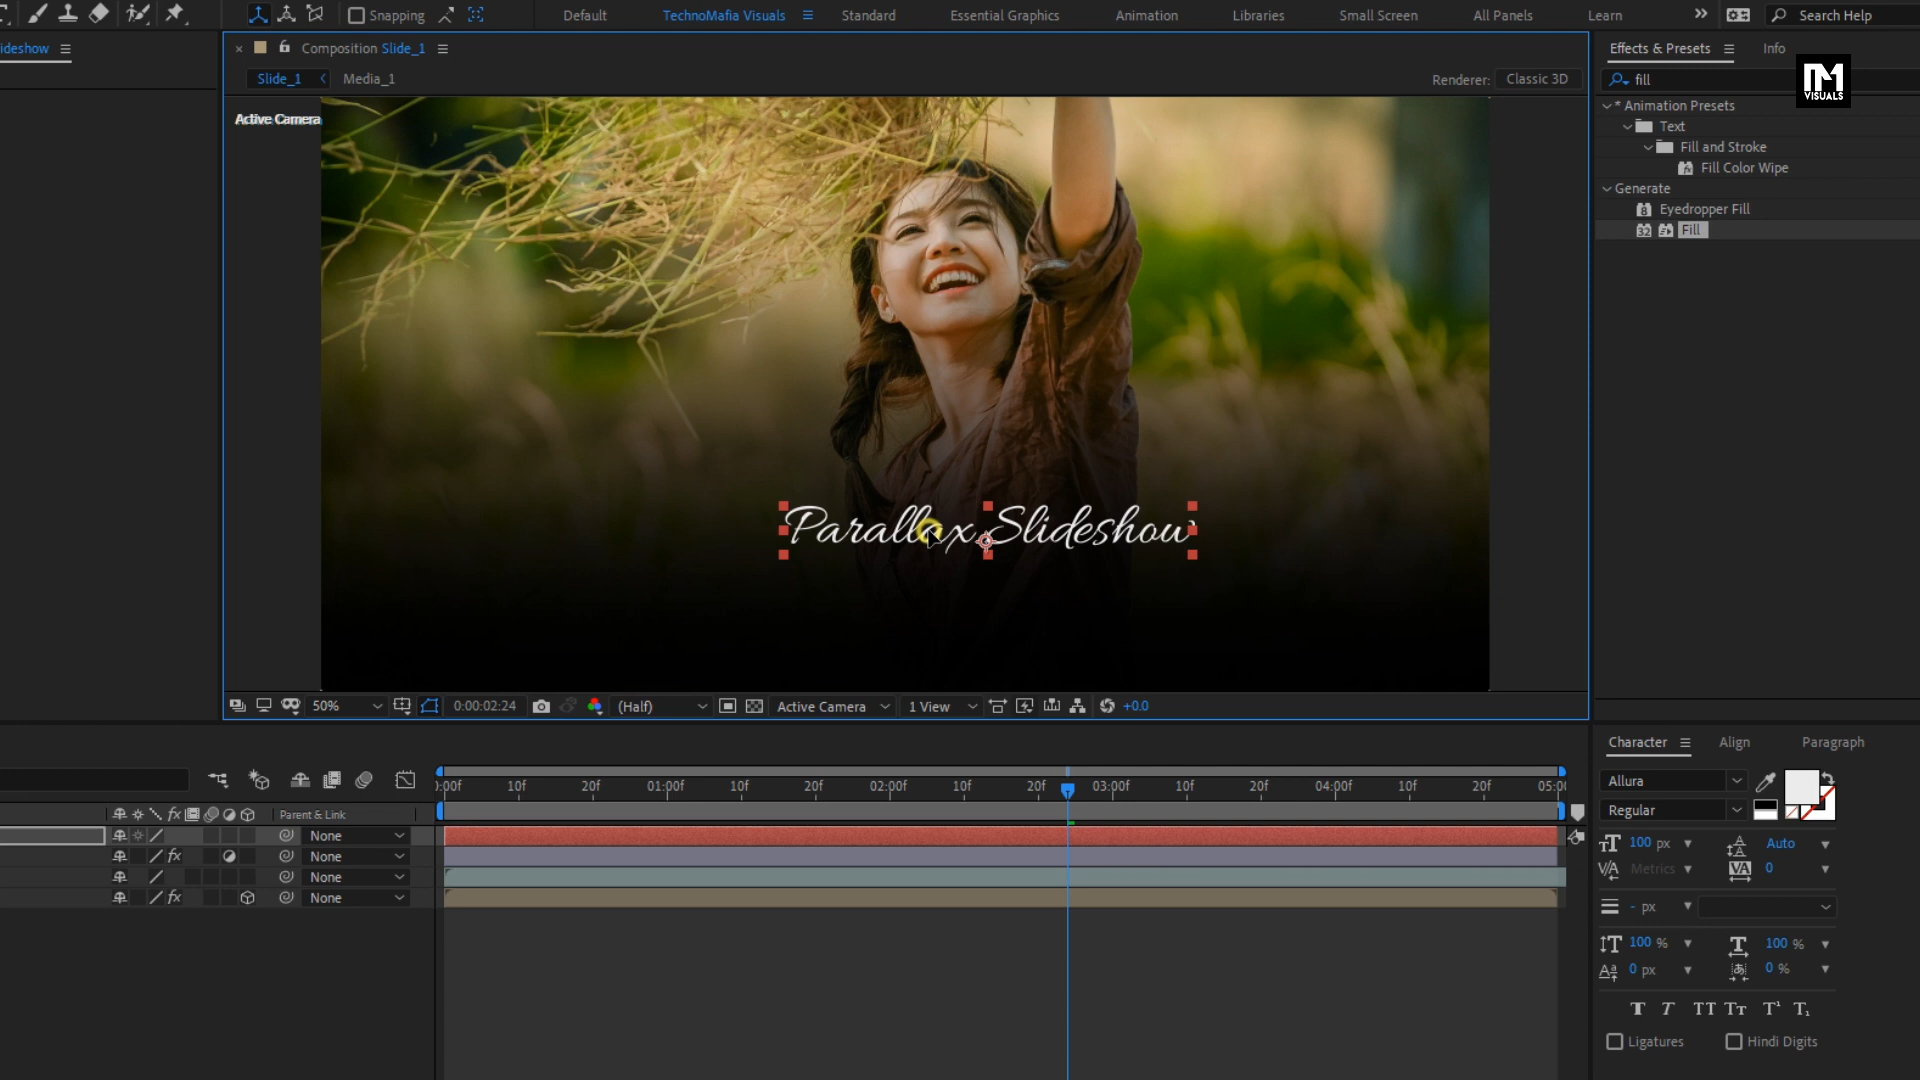 Snapping
Default
TechnoMafia Visuals
Standard
Essential Graphics
Animation
Libraries
Small Screen
All Panels
Learn
Search Help
ideshow
Composition Slide_1
Effects & Presets
Info
Slide_1
Media_1
Renderer:
Classic 3D
fill
VISUALS
Active Camera
* Animation Presets
Text
Fill and Stroke
Fill Color Wipe
Generate
Eyedropper Fill
Fill
Parallax Slideshow
50%
0:00:02:24
(Half)
Active Camera
1 View
+0.0
Character
Align
Paragraph
:00f
10f
20f
01:00f
10f
20f
02:00f
10f
20f
03:00f
10f
20f
04:00f
10f
20f
05:00
Parent & Link
None
None
None
None
Allura
Regular
100 px
Auto
Metrics
0
- px
100 %
100 %
0 px
0 %
Ligatures
Hindi Digits